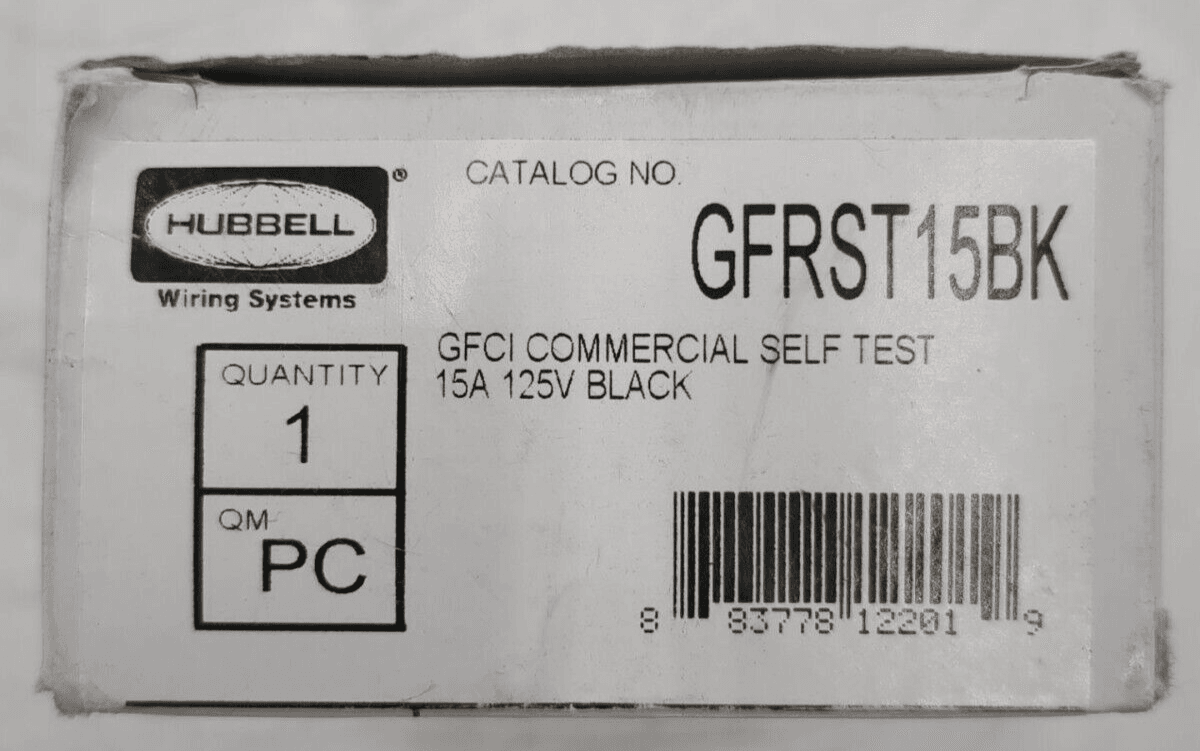 HUBBELL®
Wiring Systems
CATALOG NO.
GFRST15BK
GFCI COMMERCIAL SELF TEST
15A 125V BLACK
QUANTITY
1
QM
PC
8 83778 12201 9